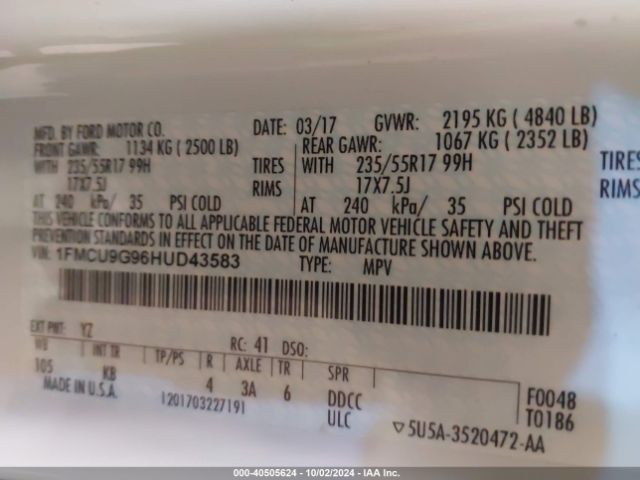 MFD. BY FORD MOTOR CO. DATE: 03/17 GVWR: 2195 KG ( 4840 LB)
FRONT GAWR: 1134 KG ( 2500 LB) REAR GAWR: 1067 KG ( 2352 LB)
WITH 235/55R17 99H TIRES WITH 235/55R17 99H TIRES
17X7.5J RIMS 17X7.5J RIMS
AT 240 kPa/ 35 PSI COLD AT 240 kPa/ 35 PSI COLD
THIS VEHICLE CONFORMS TO ALL APPLICABLE FEDERAL MOTOR VEHICLE SAFETY AND THEFT
PREVENTION STANDARDS IN EFFECT ON THE DATE OF MANUFACTURE SHOWN ABOVE.
VIN: 1FMCU9G96HUD43583 TYPE: MPV
EXT PNT: YZ RC: 41 DSO:
WB INT TR TP/PS R AXLE TR SPR
105 KB 4 3A 6 DDCC F0048
MADE IN U.S.A. 1201703227191 ULC T0186
5U5A-3520472-AA
000-40505624 - 10/02/2024 - IAA Inc.